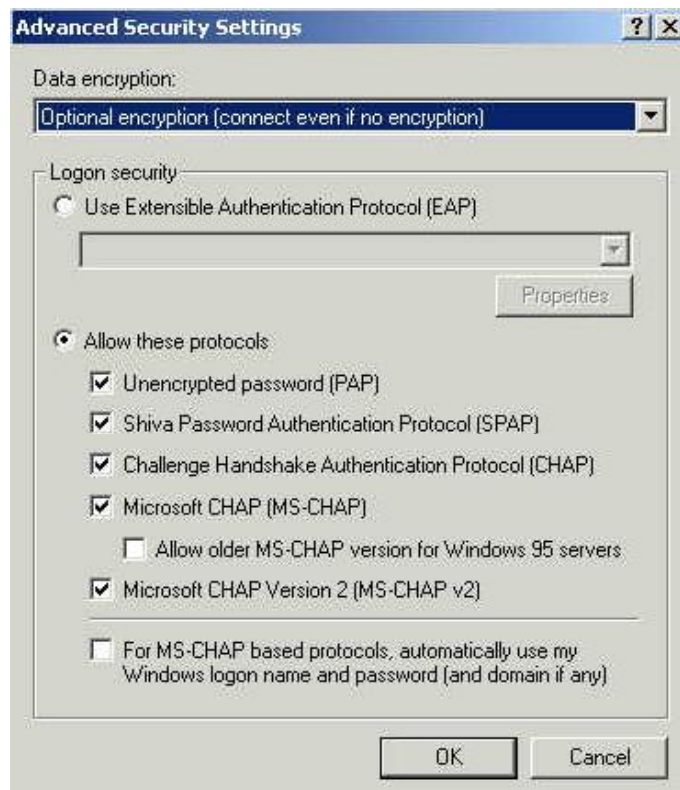 Advanced Security Settings
Data encryption:
Optional encryption (connect even if no encryption)
Logon security
Use Extensible Authentication Protocol (EAP)
Properties
Allow these protocols
Unencrypted password (PAP)
Shiva Password Authentication Protocol (SPAP)
Challenge Handshake Authentication Protocol (CHAP)
Microsoft CHAP (MS-CHAP)
Allow older MS-CHAP version for Windows 95 servers
Microsoft CHAP Version 2 (MS-CHAP v2)
For MS-CHAP based protocols, automatically use my
Windows logon name and password (and domain if any)
OK Cancel